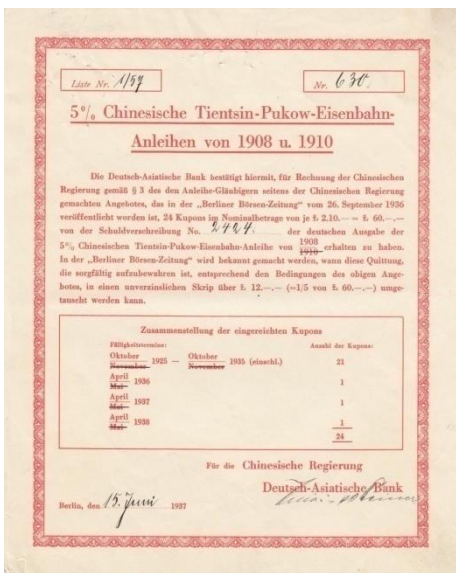 Liste Nr. 1/57
Nr. 630.
5% Chinesische Tientsin-Pukow-Eisenbahn-
Anleihen von 1908 u. 1910
Die Deutsch-Asiatische Bank bestätigt hiermit, für Rechnung der Chinesischen
Regierung gemäß § 3 des den Anleihe-Gläubigern seitens der Chinesischen Regierung
gemachten Angebotes, das in der „Berliner Börsen-Zeitung" vom 26. September 1936
veröffentlicht worden ist, 24 Kupons im Nominalbetrage von je £ 2.10.— = £ 60.—.—
von der Schuldverschreibung No. 2424. der deutschen Ausgabe der
5% Chinesischen Tientsin-Pukow-Eisenbahn-Anleihe von 1908 1910 erhalten zu haben.
In der „Berliner Börsen-Zeitung" wird bekannt gemacht werden, wann diese Quittung,
die sorgfältig aufzubewahren ist, entsprechend den Bedingungen des obigen Ange-
botes, in einen unverzinslichen Skrip über £ 12.—.— (=1/5 von £ 60.—.—) umge-
tauscht werden kann.
Zusammenstellung der eingereichten Kupons
Fälligkeitstermine: Anzahl der Kupons:
Oktober November 1925 — Oktober November 1935 (einschl.) 21
April Mai 1936 1
April Mai 1937 1
April Mai 1938 1
24
Für die Chinesische Regierung
Deutsch-Asiatische Bank
Berlin, den 15. Juni 1937